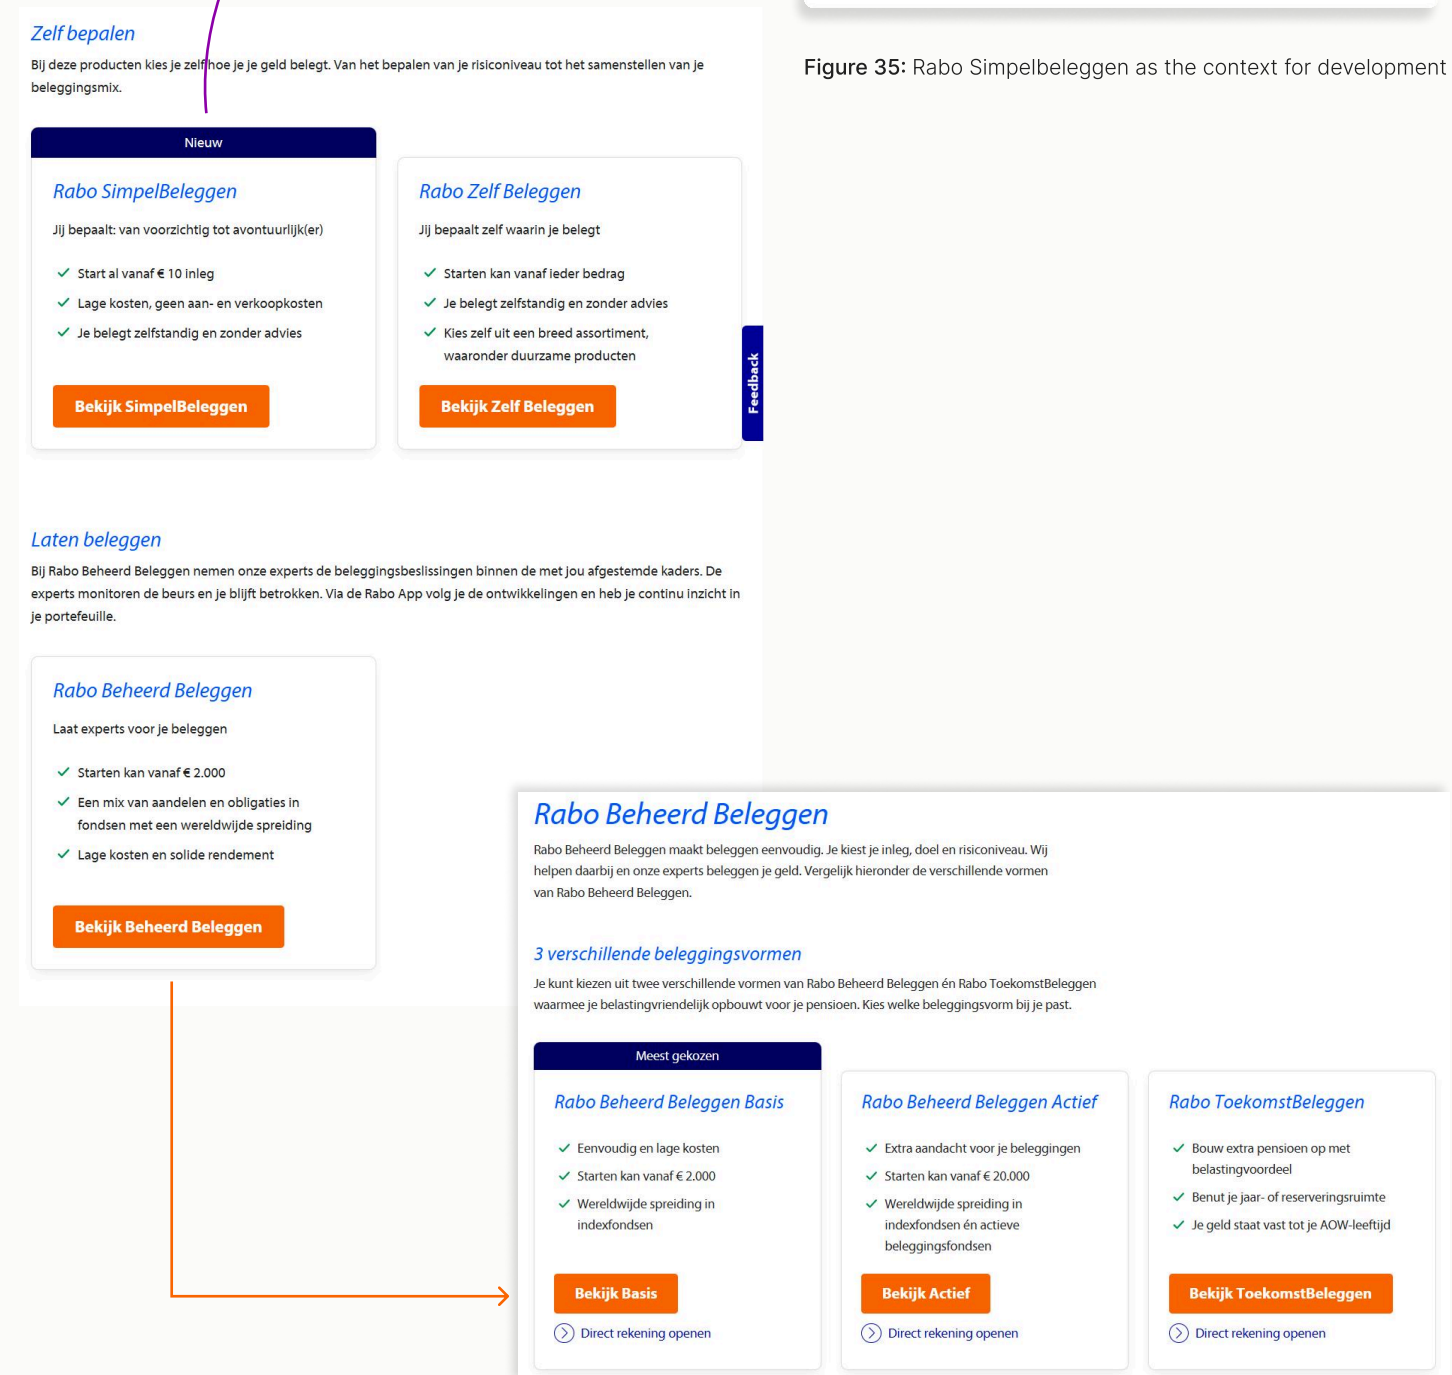 Zelf bepalen
Bij deze producten kies je zelf hoe je je geld belegt. Van het bepalen van je risiconiveau tot het samenstellen van je
beleggingsmix.
Nieuw
Rabo SimpelBeleggen
Jij bepaalt: van voorzichtig tot avontuurlijk(er)
Start al vanaf € 10 inleg
Lage kosten, geen aan- en verkoopkosten
Je belegt zelfstandig en zonder advies
Bekijk SimpelBeleggen
Rabo Zelf Beleggen
Jij bepaalt zelf waarin je belegt
Starten kan vanaf ieder bedrag
Je belegt zelfstandig en zonder advies
Kies zelf uit een breed assortiment,
waaronder duurzame producten
Bekijk Zelf Beleggen
Feedback
Figure 35: Rabo Simpelbeleggen as the context for development
Laten beleggen
Bij Rabo Beheerd Beleggen nemen onze experts de beleggingsbeslissingen binnen de met jou afgestemde kaders. De
experts monitoren de beurs en je blijft betrokken. Via de Rabo App volg je de ontwikkelingen en heb je continu inzicht in
je portefeuille.
Rabo Beheerd Beleggen
Laat experts voor je beleggen
Starten kan vanaf € 2.000
Een mix van aandelen en obligaties in
fondsen met een wereldwijde spreiding
Lage kosten en solide rendement
Bekijk Beheerd Beleggen
Rabo Beheerd Beleggen
Rabo Beheerd Beleggen maakt beleggen eenvoudig. Je kiest je inleg, doel en risiconiveau. Wij
helpen daarbij en onze experts beleggen je geld. Vergelijk hieronder de verschillende vormen
van Rabo Beheerd Beleggen.
3 verschillende beleggingsvormen
Je kunt kiezen uit twee verschillende vormen van Rabo Beheerd Beleggen én Rabo ToekomstBeleggen
waarmee je belastingvriendelijk opbouwt voor je pensioen. Kies welke beleggingsvorm bij je past.
Meest gekozen
Rabo Beheerd Beleggen Basis
Eenvoudig en lage kosten
Starten kan vanaf € 2.000
Wereldwijde spreiding in
indexfondsen
Bekijk Basis
Direct rekening openen
Rabo Beheerd Beleggen Actief
Extra aandacht voor je beleggingen
Starten kan vanaf € 20.000
Wereldwijde spreiding in
indexfondsen én actieve
beleggingsfondsen
Bekijk Actief
Direct rekening openen
Rabo ToekomstBeleggen
Bouw extra pensioen op met
belastingvoordeel
Benut je jaar- of reserveringsruimte
Je geld staat vast tot je AOW-leeftijd
Bekijk ToekomstBeleggen
Direct rekening openen